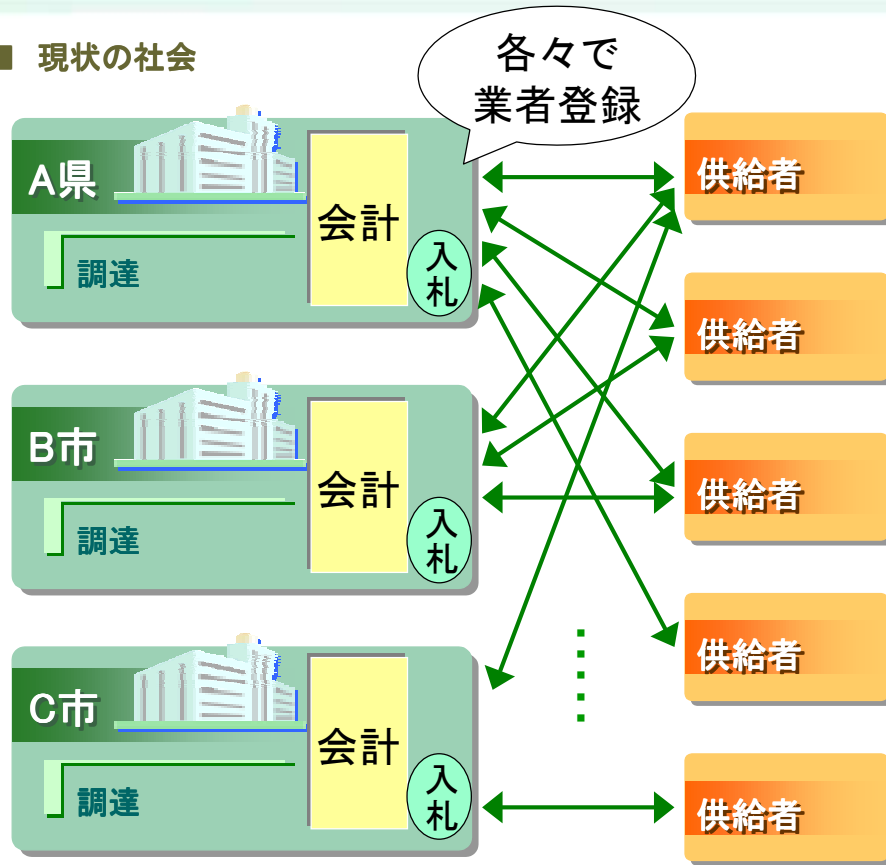 ■ 現状の社会
各々で
業者登録
A県
会計
入札
調達
B市
会計
入札
調達
C市
会計
入札
調達
供給者
供給者
供給者
供給者
供給者